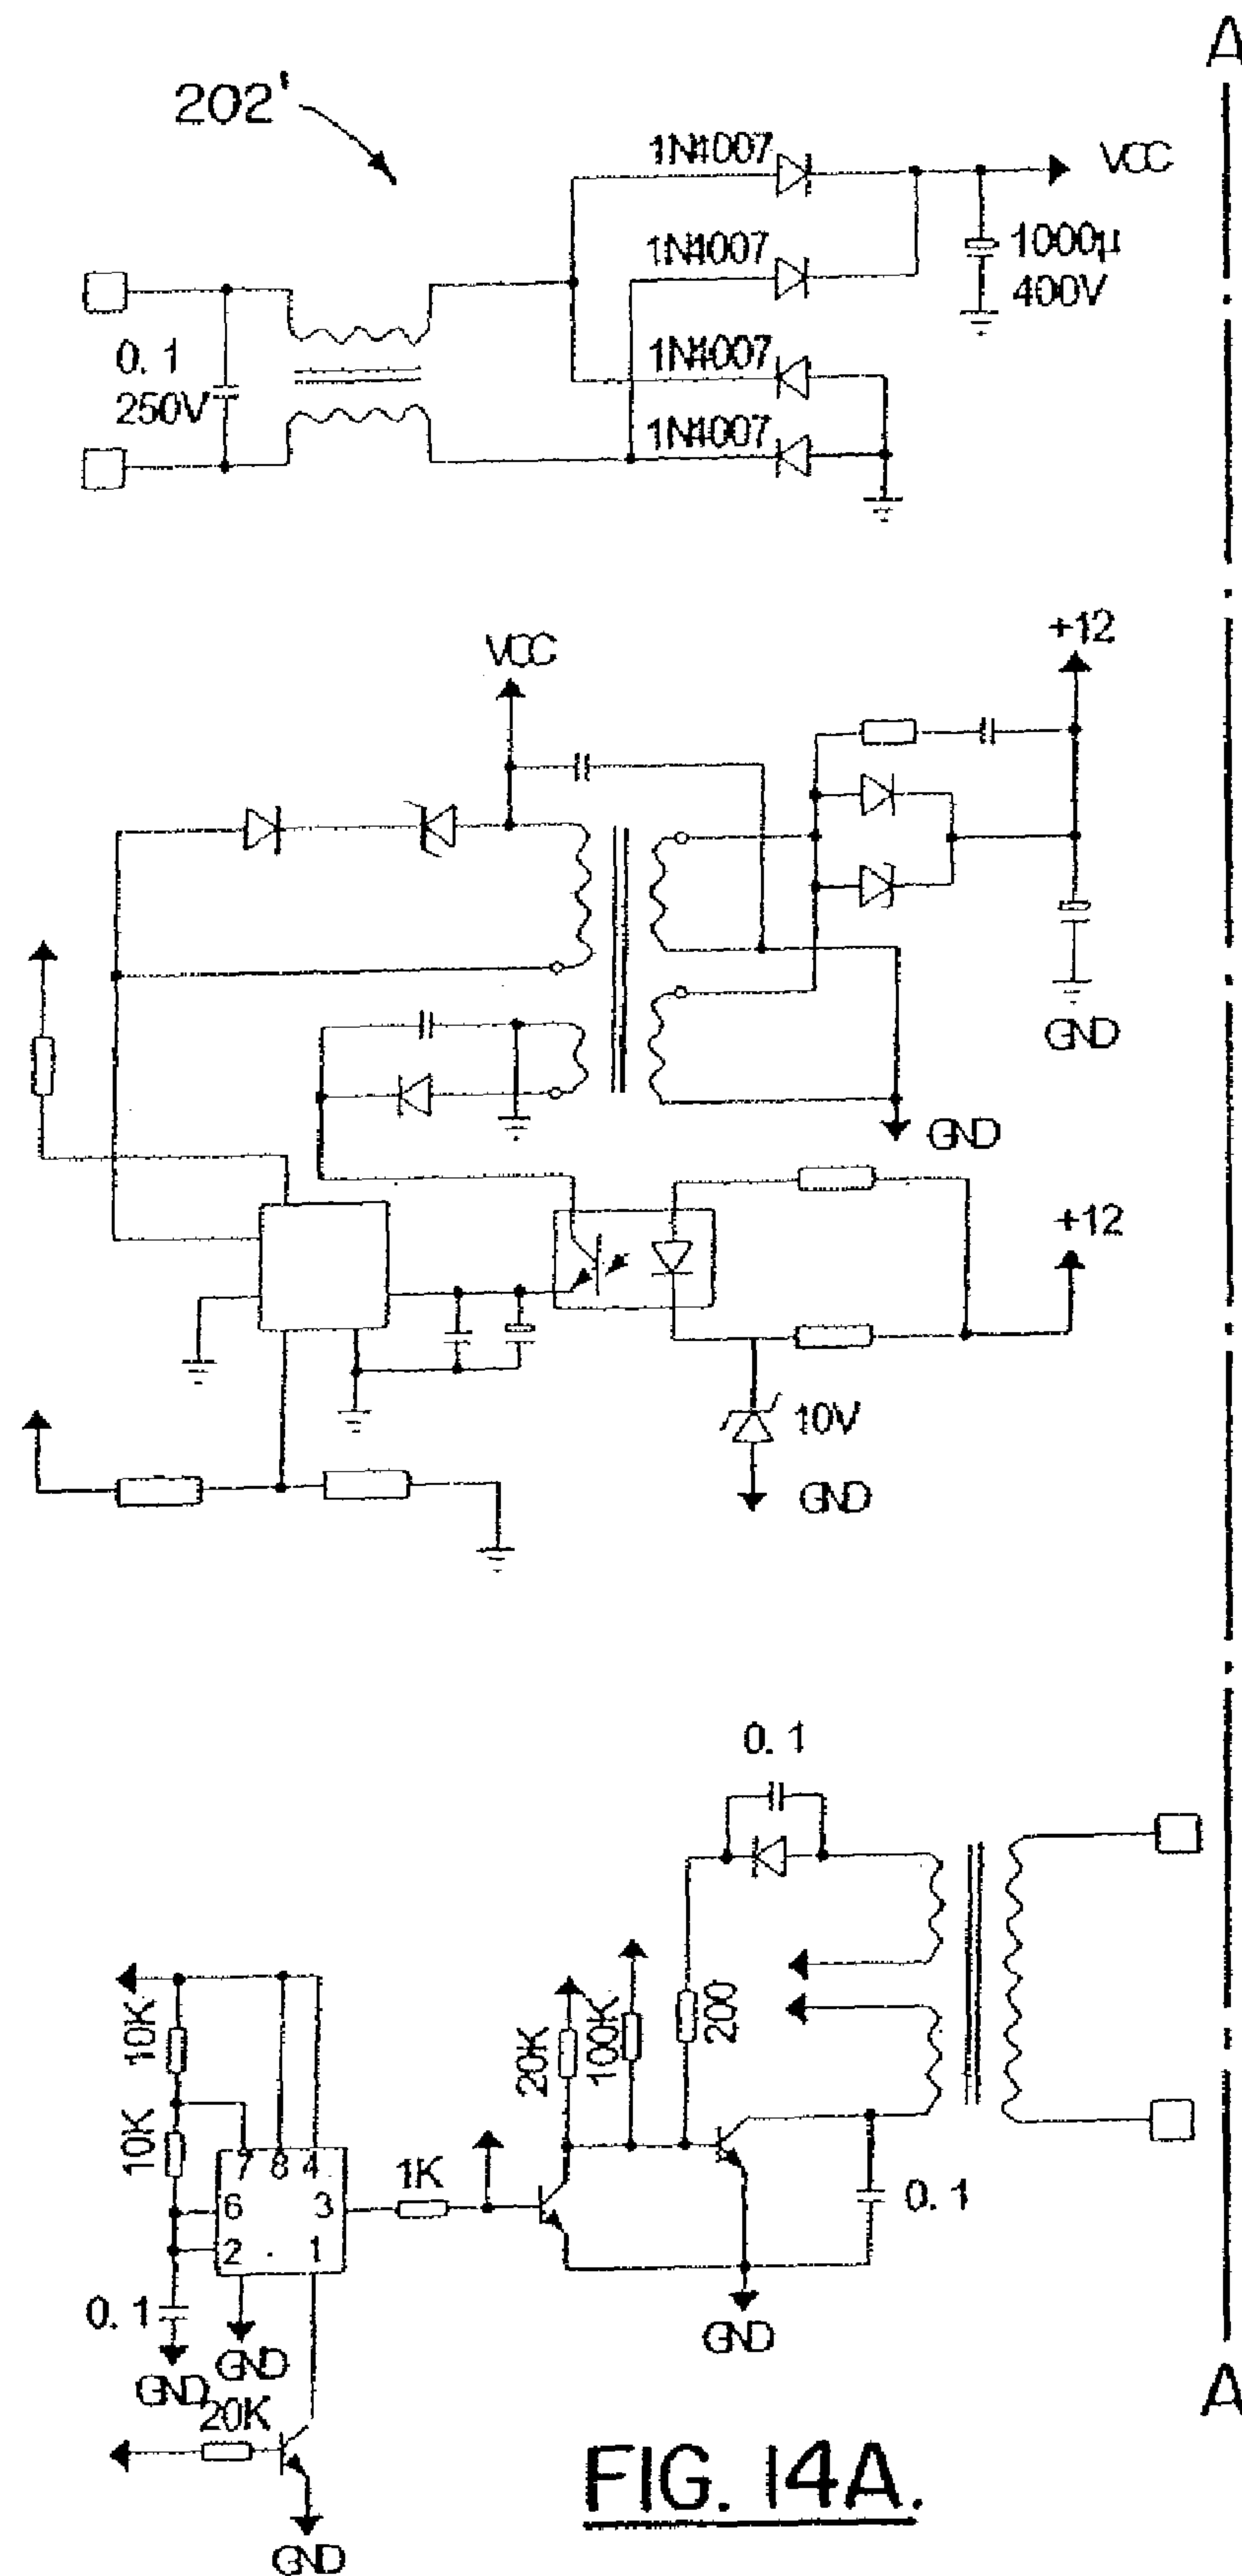 A
202'
1N4007
VCC
1N4007
1000µ
400V
0. 1
250V
1N4007
1N4007
VCC
+12
GND
GND
+12
10V
GND
0. 1
10K
20K
100K
200
10K
7 8 4
6 3
2 1
1K
0. 1
0. 1
GND
GND
GND
20K
GND
A
FIG. 14A.